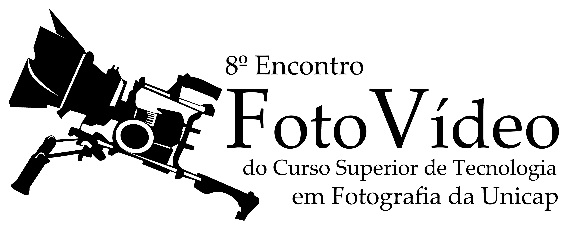 8º Encontro
FotoVídeo
do Curso Superior de Tecnologia
em Fotografia da Unicap